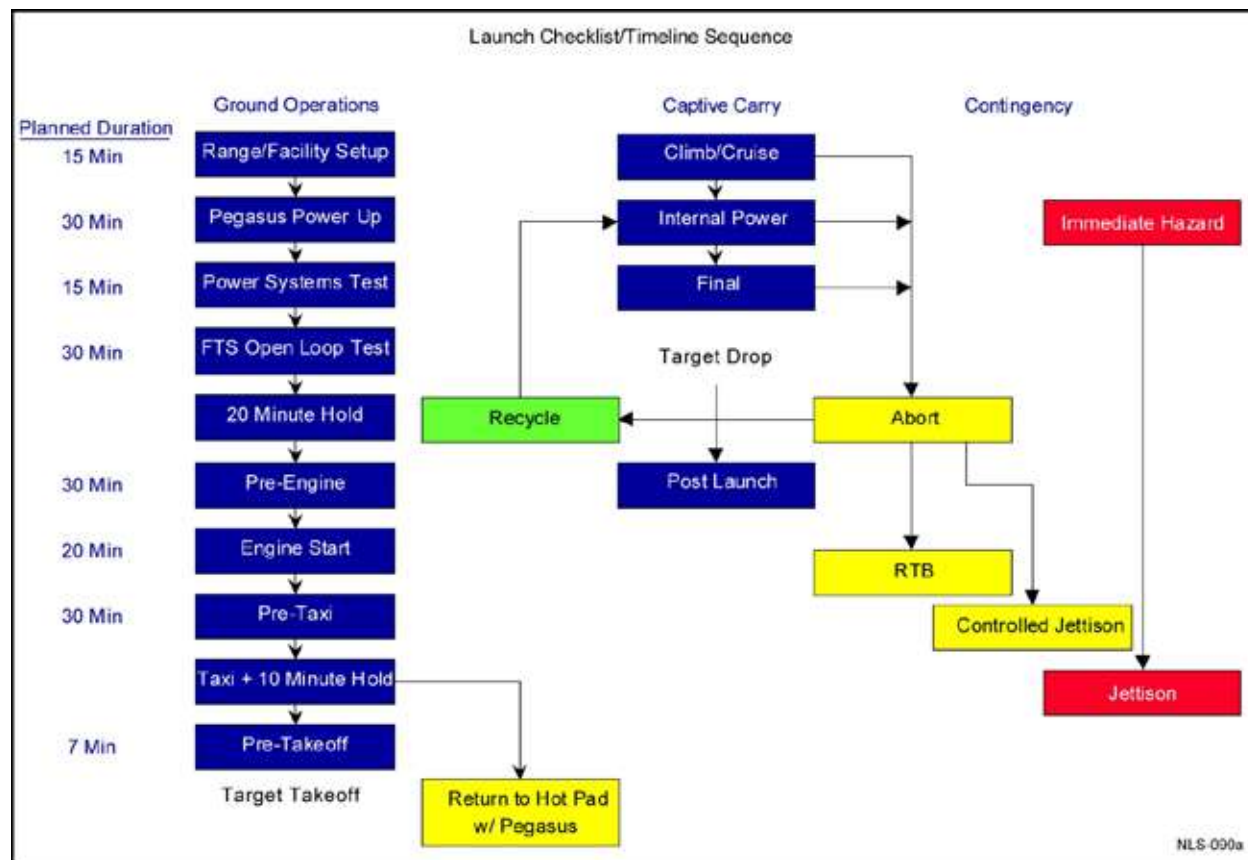 Launch Checklist/Timeline Sequence
Planned Duration
15 Min
30 Min
15 Min
30 Min
30 Min
20 Min
30 Min
7 Min
Ground Operations
Range/Facility Setup
Pegasus Power Up
Power Systems Test
FTS Open Loop Test
20 Minute Hold
Pre-Engine
Engine Start
Pre-Taxi
Taxi + 10 Minute Hold
Pre-Takeoff
Target Takeoff
Return to Hot Pad
w/ Pegasus
Captive Carry
Climb/Cruise
Internal Power
Final
Target Drop
Recycle
Post Launch
Contingency
Immediate Hazard
Abort
RTB
Controlled Jettison
Jettison
NLS-090a